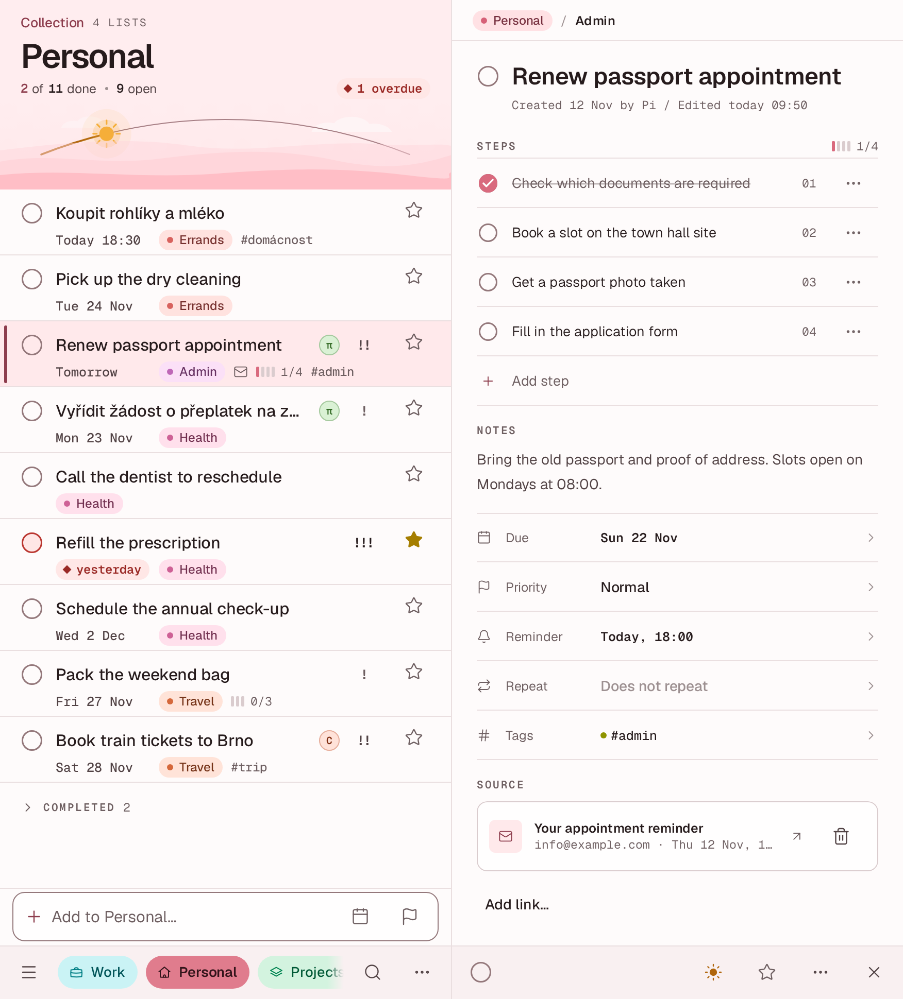 Collection 4 LISTS
Personal
2 of 11 done • 9 open
1 overdue
Koupit rohlíky a mléko
Today 18:30 Errands #domácnost
Pick up the dry cleaning
Tue 24 Nov Errands
Renew passport appointment π !!
Tomorrow Admin 1/4 #admin
Vyřídit žádost o přeplatek na z… π !
Mon 23 Nov Health
Call the dentist to reschedule
Health
Refill the prescription !!!
yesterday Health
Schedule the annual check-up
Wed 2 Dec Health
Pack the weekend bag !
Fri 27 Nov Travel 0/3
Book train tickets to Brno C !!
Sat 28 Nov Travel #trip
COMPLETED 2
Add to Personal…
Work Personal Projects
Personal / Admin
Renew passport appointment
Created 12 Nov by Pi / Edited today 09:50
STEPS 1/4
Check which documents are required 01
Book a slot on the town hall site 02
Get a passport photo taken 03
Fill in the application form 04
Add step
NOTES
Bring the old passport and proof of address. Slots open on
Mondays at 08:00.
Due Sun 22 Nov
Priority Normal
Reminder Today, 18:00
Repeat Does not repeat
Tags #admin
SOURCE
Your appointment reminder
info@example.com · Thu 12 Nov, 1…
Add link…